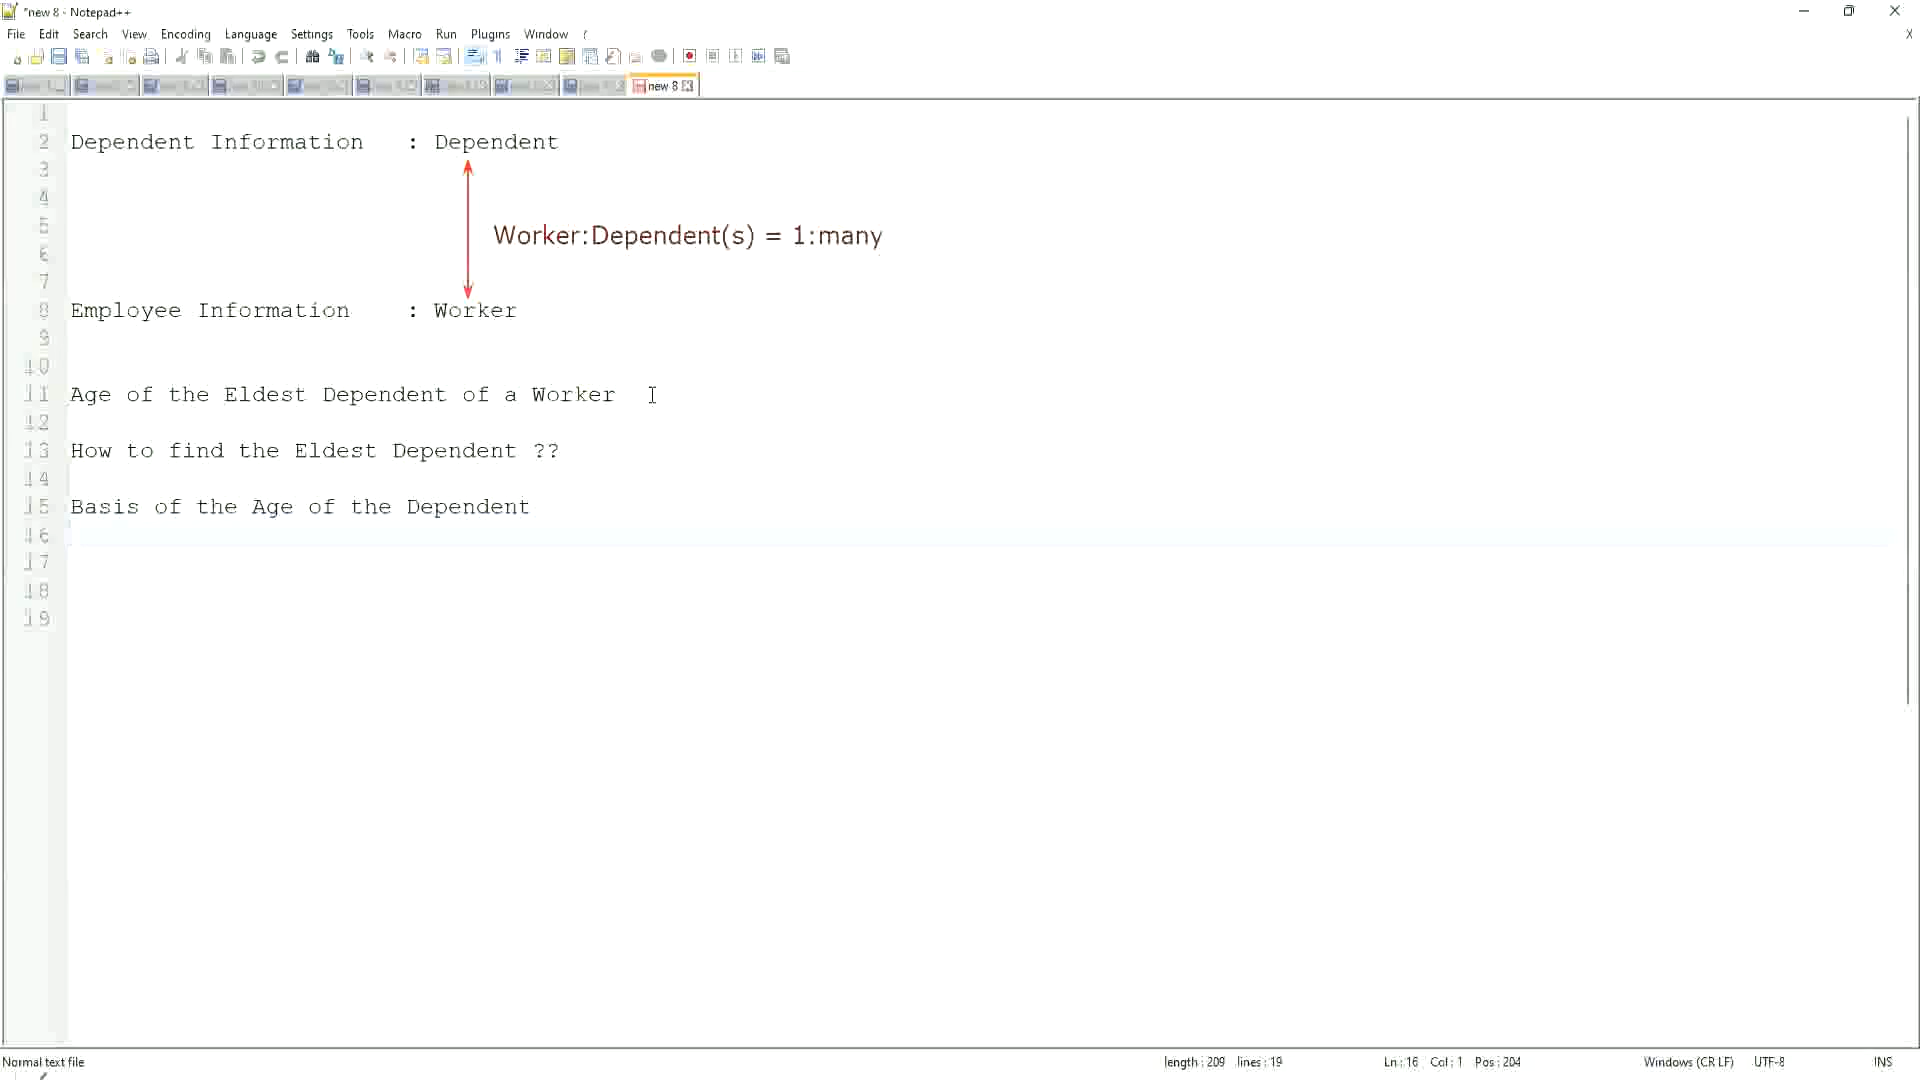 *new 8 - Notepad++
File Edit Search View Encoding Language Settings Tools Macro Run Plugins Window
X
new 8
1
2 Dependent Information : Dependent
3
4
5 Worker:Dependent(s) = 1:many
6
7
8 Employee Information : Worker
9
10
11 Age of the Eldest Dependent of a Worker
12
13 How to find the Eldest Dependent ??
14
15 Basis of the Age of the Dependent
16
17
18
19
Normal text file length : 209 lines : 19 Ln : 16 Col : 1 Pos : 204 Windows (CR LF) UTF-8 INS